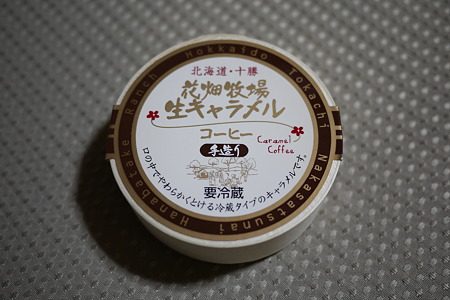 Hanabatake Ranch Hokkaido Tokachi Nakasatsunai
北海道・十勝
花畑牧場
生キャラメル
コーヒー
Caramel
Coffee
手造り
要冷蔵
口の中でやわらかくとける冷蔵タイプのキャラメルです。